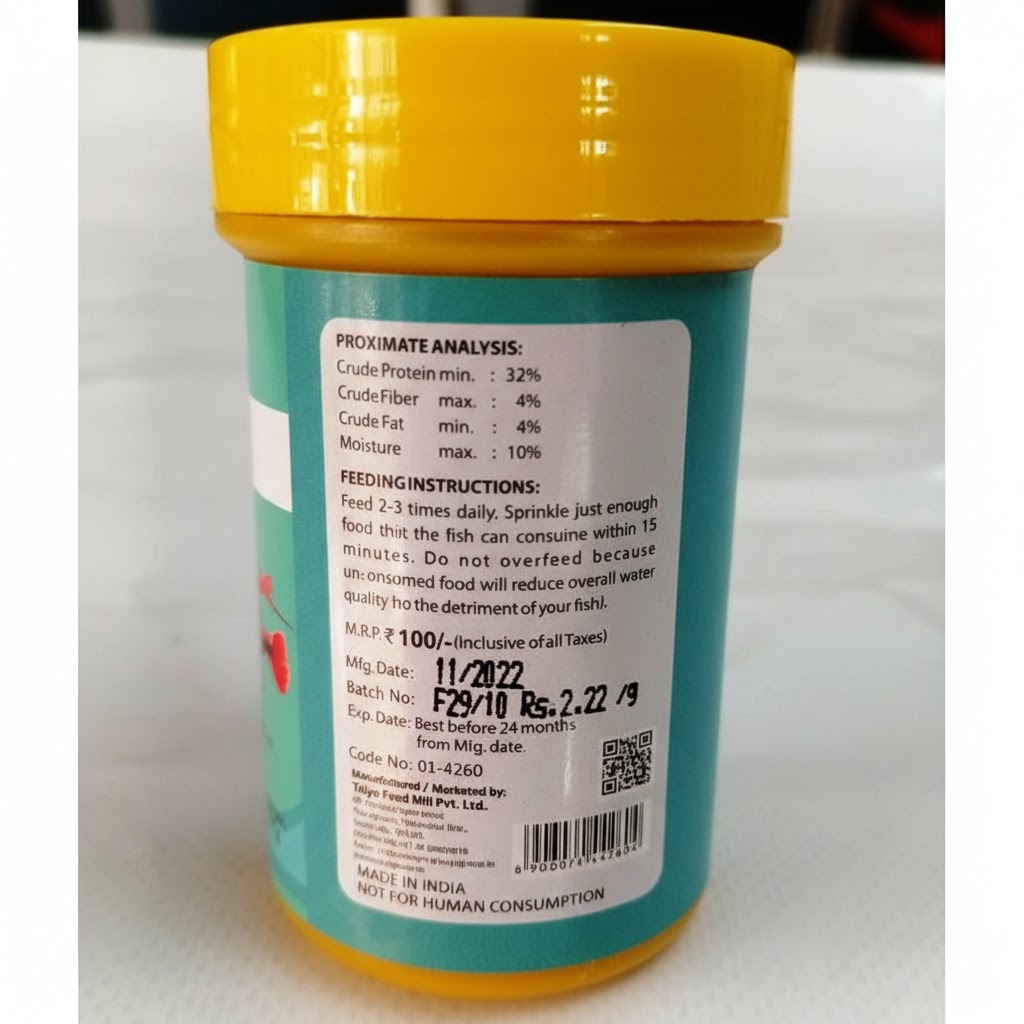 PROXIMATE ANALYSIS:
Crude Protein min. : 32%
Crude Fiber max. : 4%
Crude Fat min. : 4%
Moisture max. : 10%
FEEDING INSTRUCTIONS:
Feed 2-3 times daily. Sprinkle just enough
food thit the fish can consuine within 15
minutes. Do not overfeed because
un:onsomed food will reduce overall water
quality ho the detriment of your fish!.
M.R.P. ₹ 100/- (Inclusive of all Taxes)
Mfg. Date: 11/2022
Batch No: F29/10 Rs.2.22 /9
Exp. Date: Best before 24 months
from Mig. date.
Code No: 01-4260
/ Morketed by:
Taiyo Feed Mill Pvt. Ltd..
MADE IN INDIA
NOT FOR HUMAN CONSUMPTION